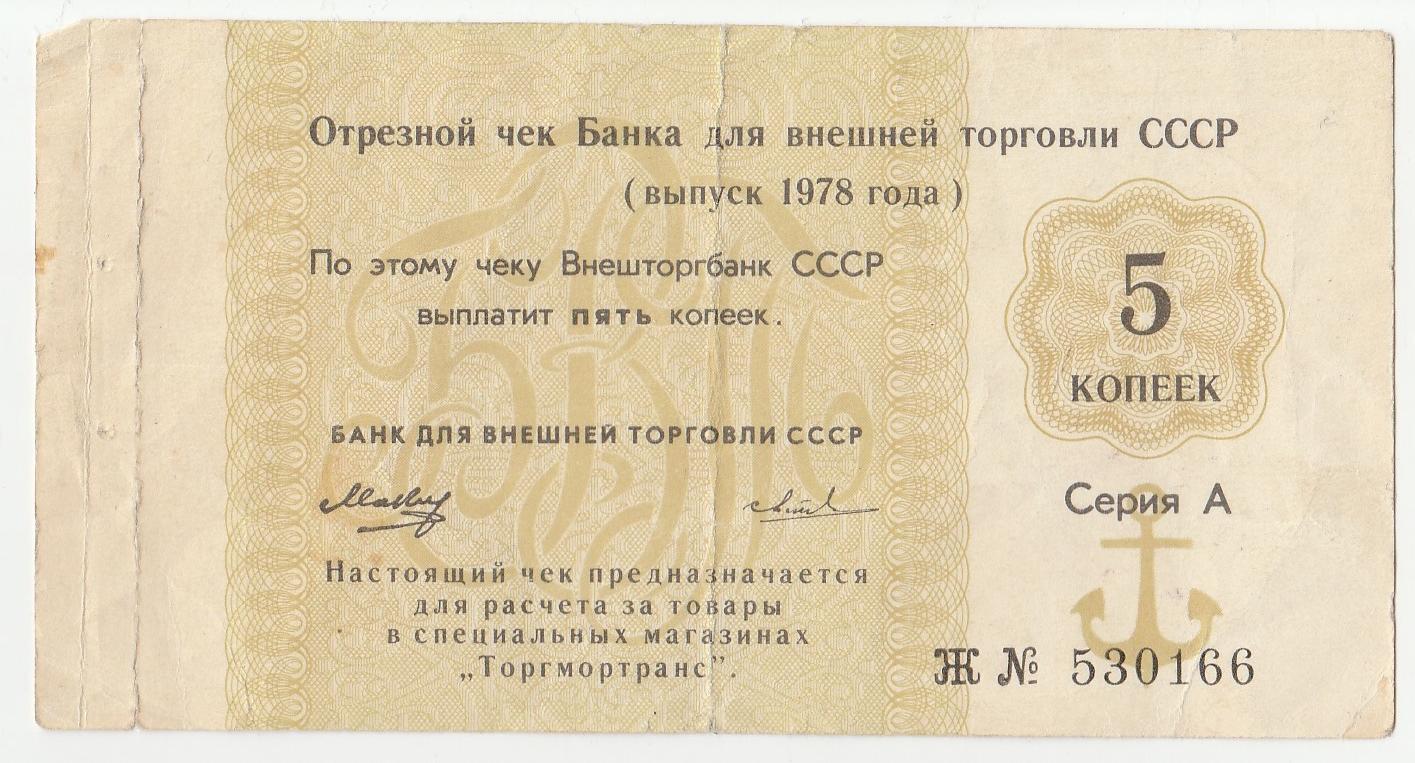 Отрезной чек Банка для внешней торговли СССР
( выпуск 1978 года )
По этому чеку Внешторгбанк СССР
выплатит пять копеек.
5
КОПЕЕК
БАНК ДЛЯ ВНЕШНЕЙ ТОРГОВЛИ СССР
Серия А
Настоящий чек предназначается
для расчета за товары
в специальных магазинах
„Торгмортранс”.
Ж № 530166